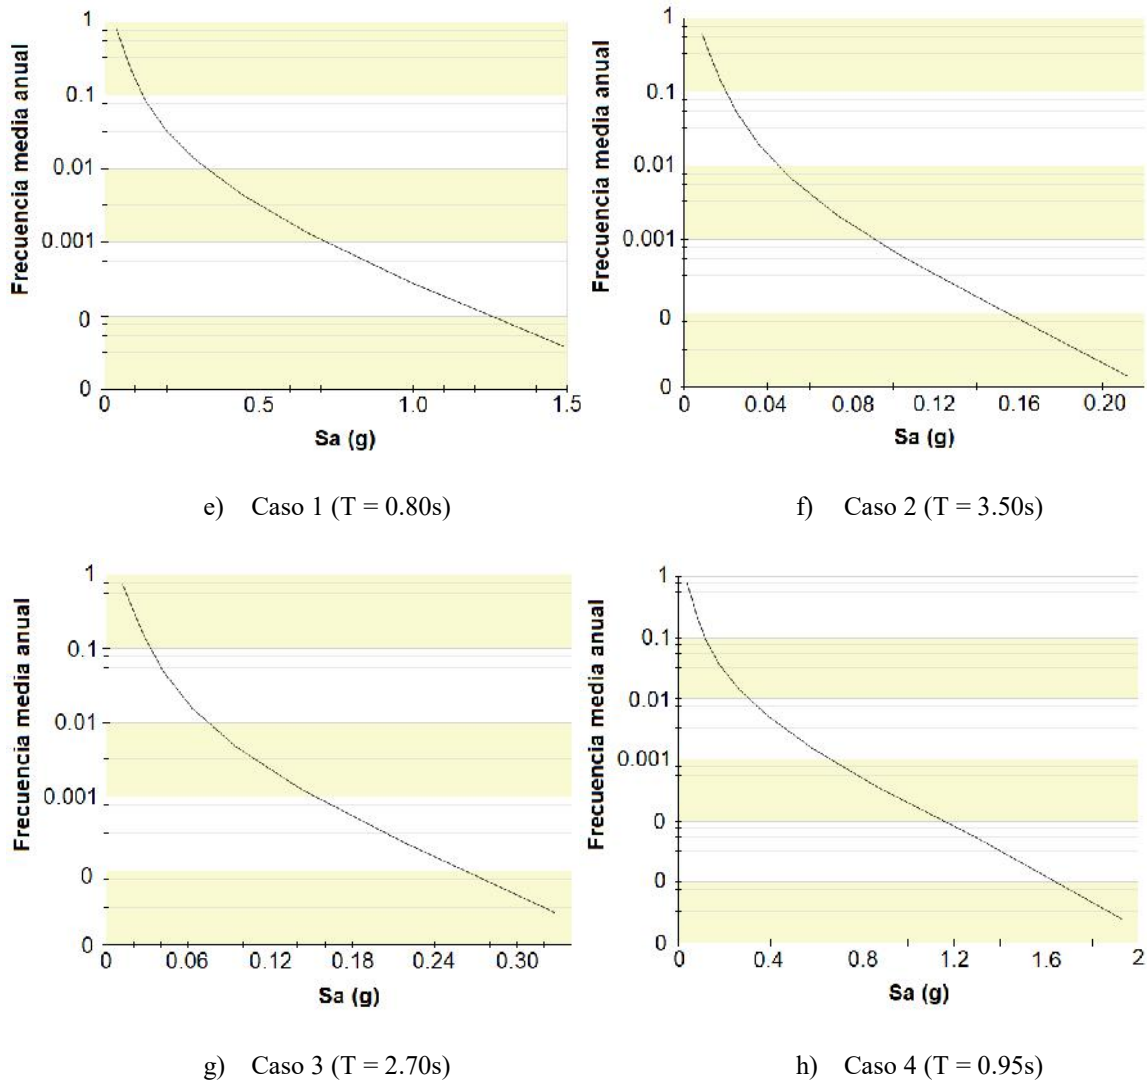 Frecuencia media anual
1
0.1
0.01
0.001
0
0
0 0.5 1.0 1.5
Sa (g)
e) Caso 1 (T = 0.80s)
Frecuencia media anual
1
0.1
0.01
0.001
0
0
0 0.04 0.08 0.12 0.16 0.20
Sa (g)
f) Caso 2 (T = 3.50s)
Frecuencia media anual
1
0.1
0.01
0.001
0
0
0 0.06 0.12 0.18 0.24 0.30
Sa (g)
g) Caso 3 (T = 2.70s)
Frecuencia media anual
1
0.1
0.01
0.001
0
0
0
0 0.4 0.8 1.2 1.6 2
Sa (g)
h) Caso 4 (T = 0.95s)